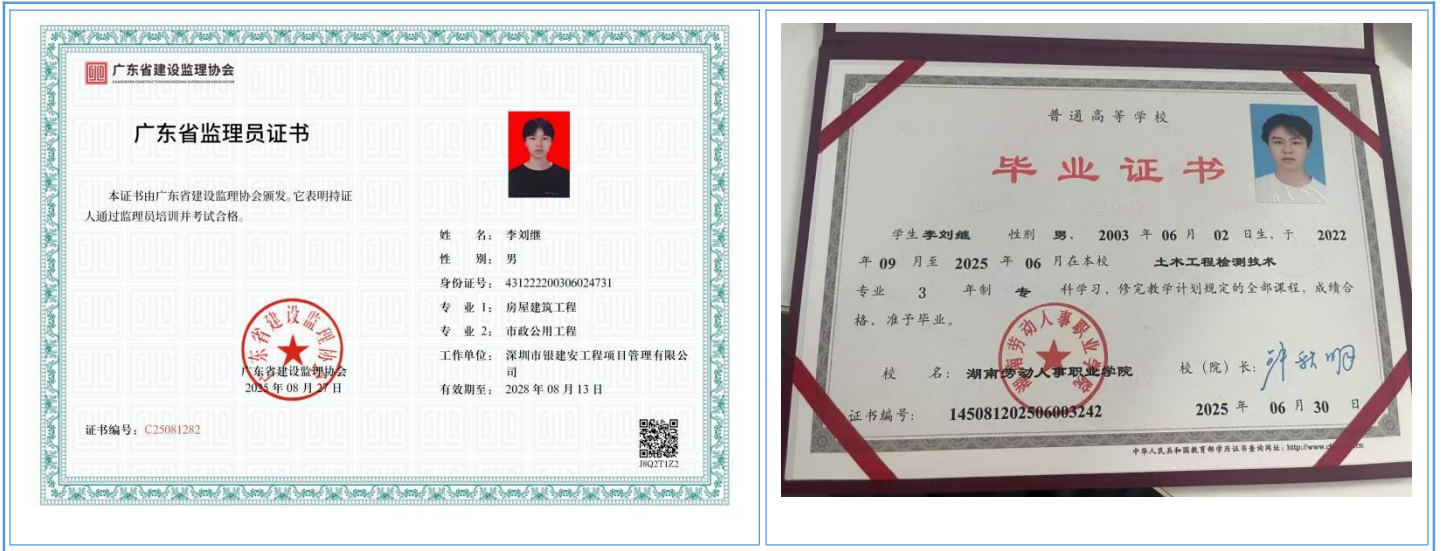 广东省建设监理协会
广东省监理员证书
本证书由广东省建设监理协会颁发。它表明持证
人通过监理员培训并考试合格。
姓 名： 李刘继
性 别： 男
身份证号： 431222200306024731
专 业 1： 房屋建筑工程
专 业 2： 市政公用工程
工作单位： 深圳市银建安工程项目管理有限公
司
有效期至： 2028 年 08 月 13 日
广东省建设监理协会
2025 年 08 月 27 日
证书编号：C25081282
J8Q2T1Z2
普通高等学校
毕业证书
学生 李刘继 性别 男， 2003 年 06 月 02 日生，于 2022
年 09 月至 2025 年 06 月在本校 土木工程检测技术
专业 3 年制 专 科学习，修完教学计划规定的全部课程，成绩合
格，准予毕业。
湖南劳动人事职业学院
校 名： 湖南劳动人事职业学院 校（院）长：
证书编号： 145081202506003242 2025 年 06 月 30 日
中华人民共和国教育部学历证书查询网址：http://www.